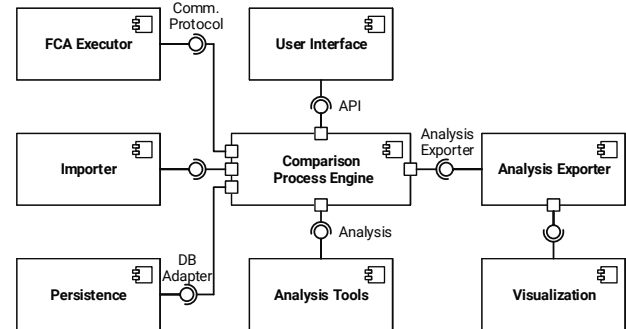 Comm.
Protocol
FCA Executor
User Interface
API
Importer
Comparison
Process Engine
Analysis
Exporter
Analysis Exporter
DB
Adapter
Analysis
Persistence
Analysis Tools
Visualization